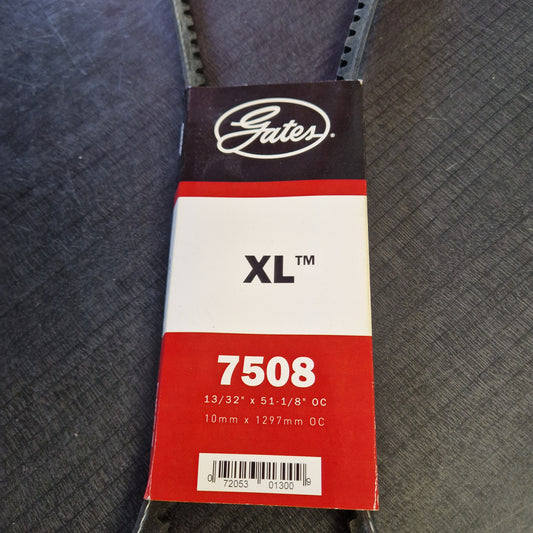 Gates®
XL™
7508
13/32" x 51-1/8" OC
10mm x 1297mm OC
0 72053 01300 9